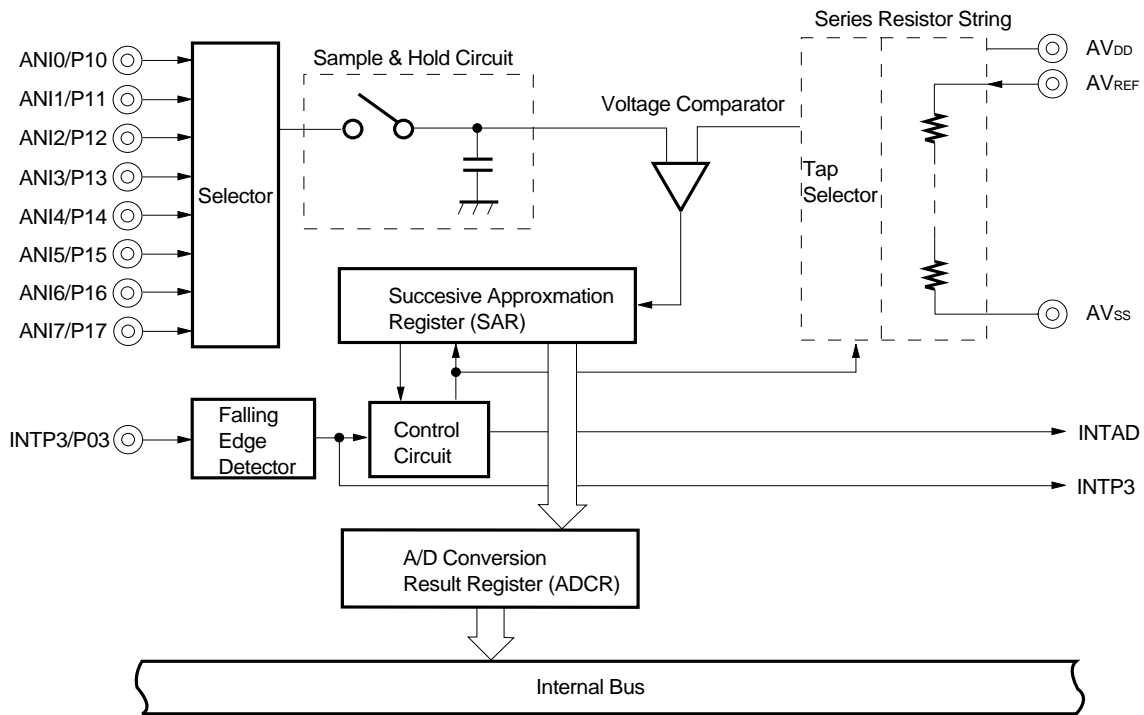 Series Resistor String
ANI0/P10
ANI1/P11
ANI2/P12
ANI3/P13
ANI4/P14
ANI5/P15
ANI6/P16
ANI7/P17
Selector
Sample & Hold Circuit
Voltage Comparator
Tap
Selector
AVDD
AVREF
AVSS
Succesive Approxmation
Register (SAR)
INTP3/P03
Falling
Edge
Detector
Control
Circuit
INTAD
INTP3
A/D Conversion
Result Register (ADCR)
Internal Bus